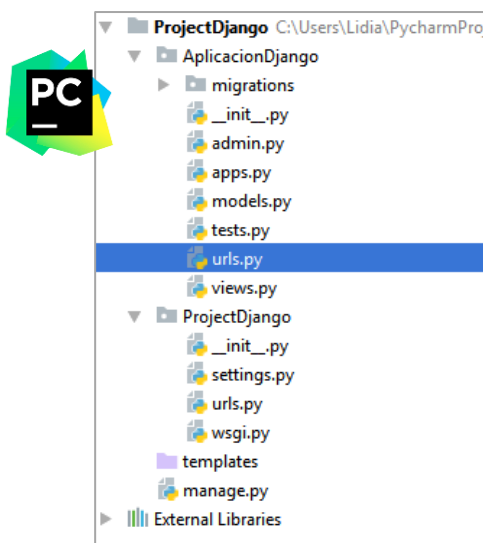 ProjectDjango C:\Users\Lidia\PycharmPro
AplicacionDjango
migrations
PC
__init__.py
admin.py
apps.py
models.py
tests.py
urls.py
views.py
ProjectDjango
__init__.py
settings.py
urls.py
wsgi.py
templates
manage.py
External Libraries